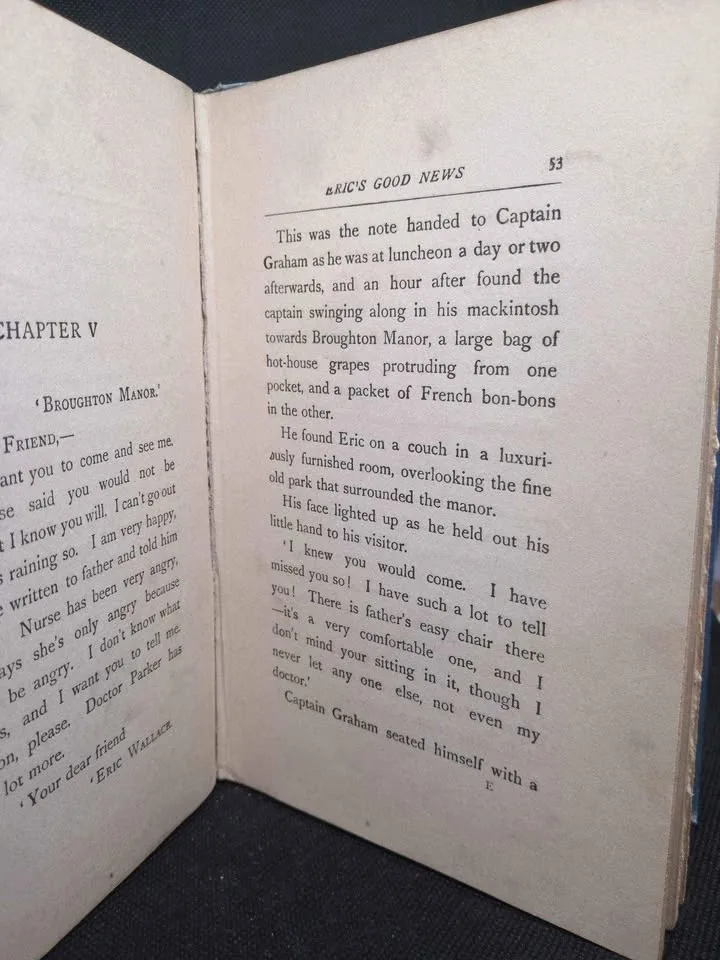 CHAPTER V
‘BROUGHTON MANOR.’
FRIEND,—
ant you to come and see me.
se said you would not be
t I know you will. I can't go out
s raining so. I am very happy,
e written to father and told him
Nurse has been very angry,
ays she's only angry because
be angry. I don't know what
s, and I want you to tell me.
on, please. Doctor Parker has
lot more.
‘Your dear friend
‘ERIC WALLACE.
ERIC'S GOOD NEWS 53
This was the note handed to Captain
Graham as he was at luncheon a day or two
afterwards, and an hour after found the
captain swinging along in his mackintosh
towards Broughton Manor, a large bag of
hot-house grapes protruding from one
pocket, and a packet of French bon-bons
in the other.
He found Eric on a couch in a luxuri-
ously furnished room, overlooking the fine
old park that surrounded the manor.
His face lighted up as he held out his
little hand to his visitor.
‘I knew you would come. I have
missed you so! I have such a lot to tell
you! There is father's easy chair there
—it's a very comfortable one, and I
don't mind your sitting in it, though I
never let any one else, not even my
doctor.’
Captain Graham seated himself with a
E